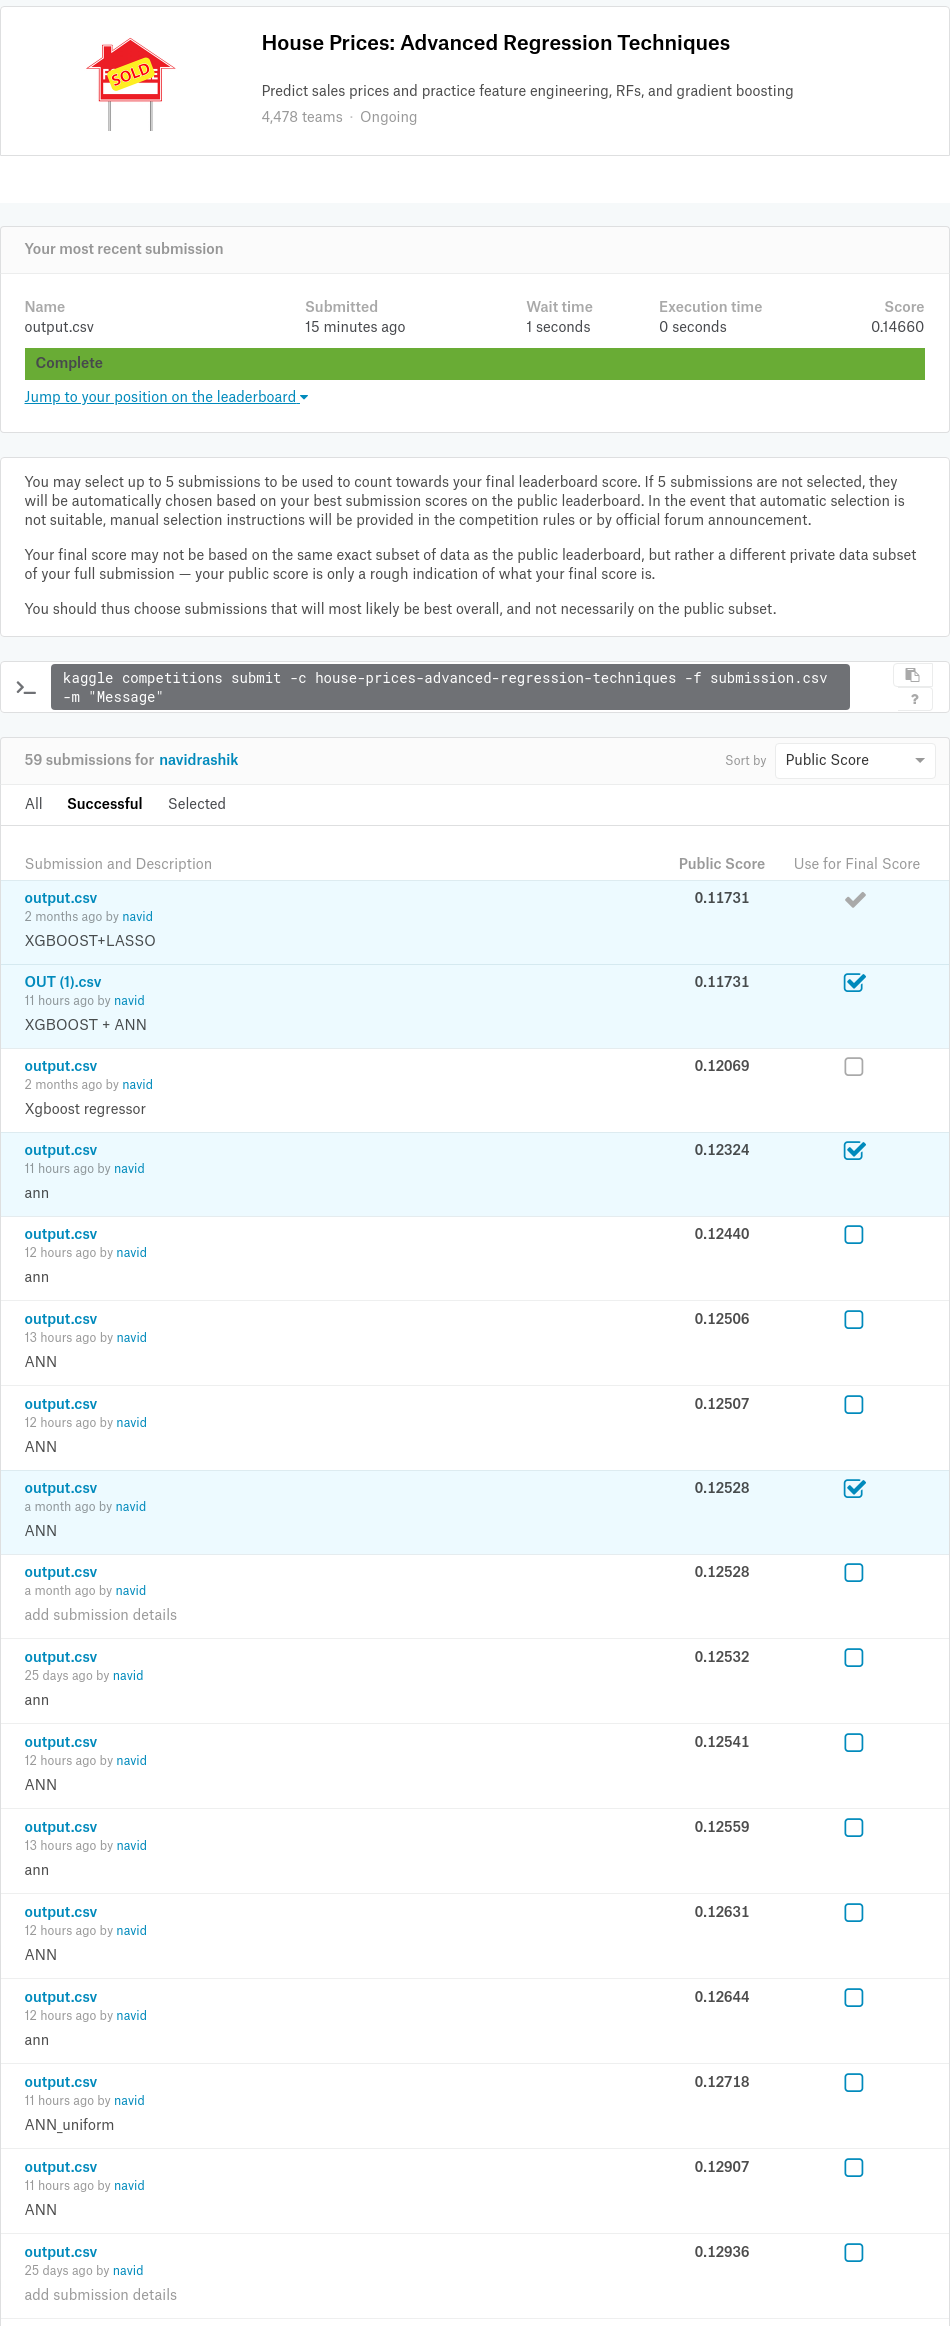 SOLD
House Prices: Advanced Regression Techniques
Predict sales prices and practice feature engineering, RFs, and gradient boosting
4,478 teams · Ongoing
Your most recent submission
Name Submitted Wait time Execution time Score
output.csv 15 minutes ago 1 seconds 0 seconds 0.14660
Complete
Jump to your position on the leaderboard
You may select up to 5 submissions to be used to count towards your final leaderboard score. If 5 submissions are not selected, they
will be automatically chosen based on your best submission scores on the public leaderboard. In the event that automatic selection is
not suitable, manual selection instructions will be provided in the competition rules or by official forum announcement.
Your final score may not be based on the same exact subset of data as the public leaderboard, but rather a different private data subset
of your full submission — your public score is only a rough indication of what your final score is.
You should thus choose submissions that will most likely be best overall, and not necessarily on the public subset.
>_ kaggle competitions submit -c house-prices-advanced-regression-techniques -f submission.csv
-m "Message" ?
59 submissions for navidrashik Sort by Public Score
All Successful Selected
Submission and Description Public Score Use for Final Score
output.csv 0.11731
2 months ago by navid
XGBOOST+LASSO
OUT (1).csv 0.11731
11 hours ago by navid
XGBOOST + ANN
output.csv 0.12069
2 months ago by navid
Xgboost regressor
output.csv 0.12324
11 hours ago by navid
ann
output.csv 0.12440
12 hours ago by navid
ann
output.csv 0.12506
13 hours ago by navid
ANN
output.csv 0.12507
12 hours ago by navid
ANN
output.csv 0.12528
a month ago by navid
ANN
output.csv 0.12528
a month ago by navid
add submission details
output.csv 0.12532
25 days ago by navid
ann
output.csv 0.12541
12 hours ago by navid
ANN
output.csv 0.12559
13 hours ago by navid
ann
output.csv 0.12631
12 hours ago by navid
ANN
output.csv 0.12644
12 hours ago by navid
ann
output.csv 0.12718
11 hours ago by navid
ANN_uniform
output.csv 0.12907
11 hours ago by navid
ANN
output.csv 0.12936
25 days ago by navid
add submission details